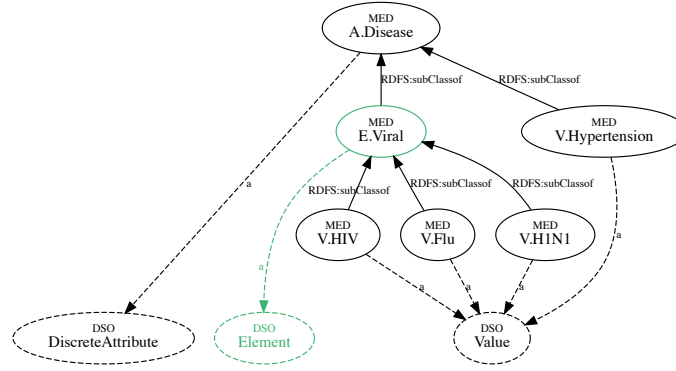 MED
A.Disease
RDFS:subClassof
RDFS:subClassof
MED
E.Viral
MED
V.Hypertension
a
RDFS:subClassof
RDFS:subClassof
RDFS:subClassof
MED
V.HIV
MED
V.Flu
MED
V.H1N1
a
a
a
a
a
DSO
DiscreteAttribute
DSO
Element
DSO
Value